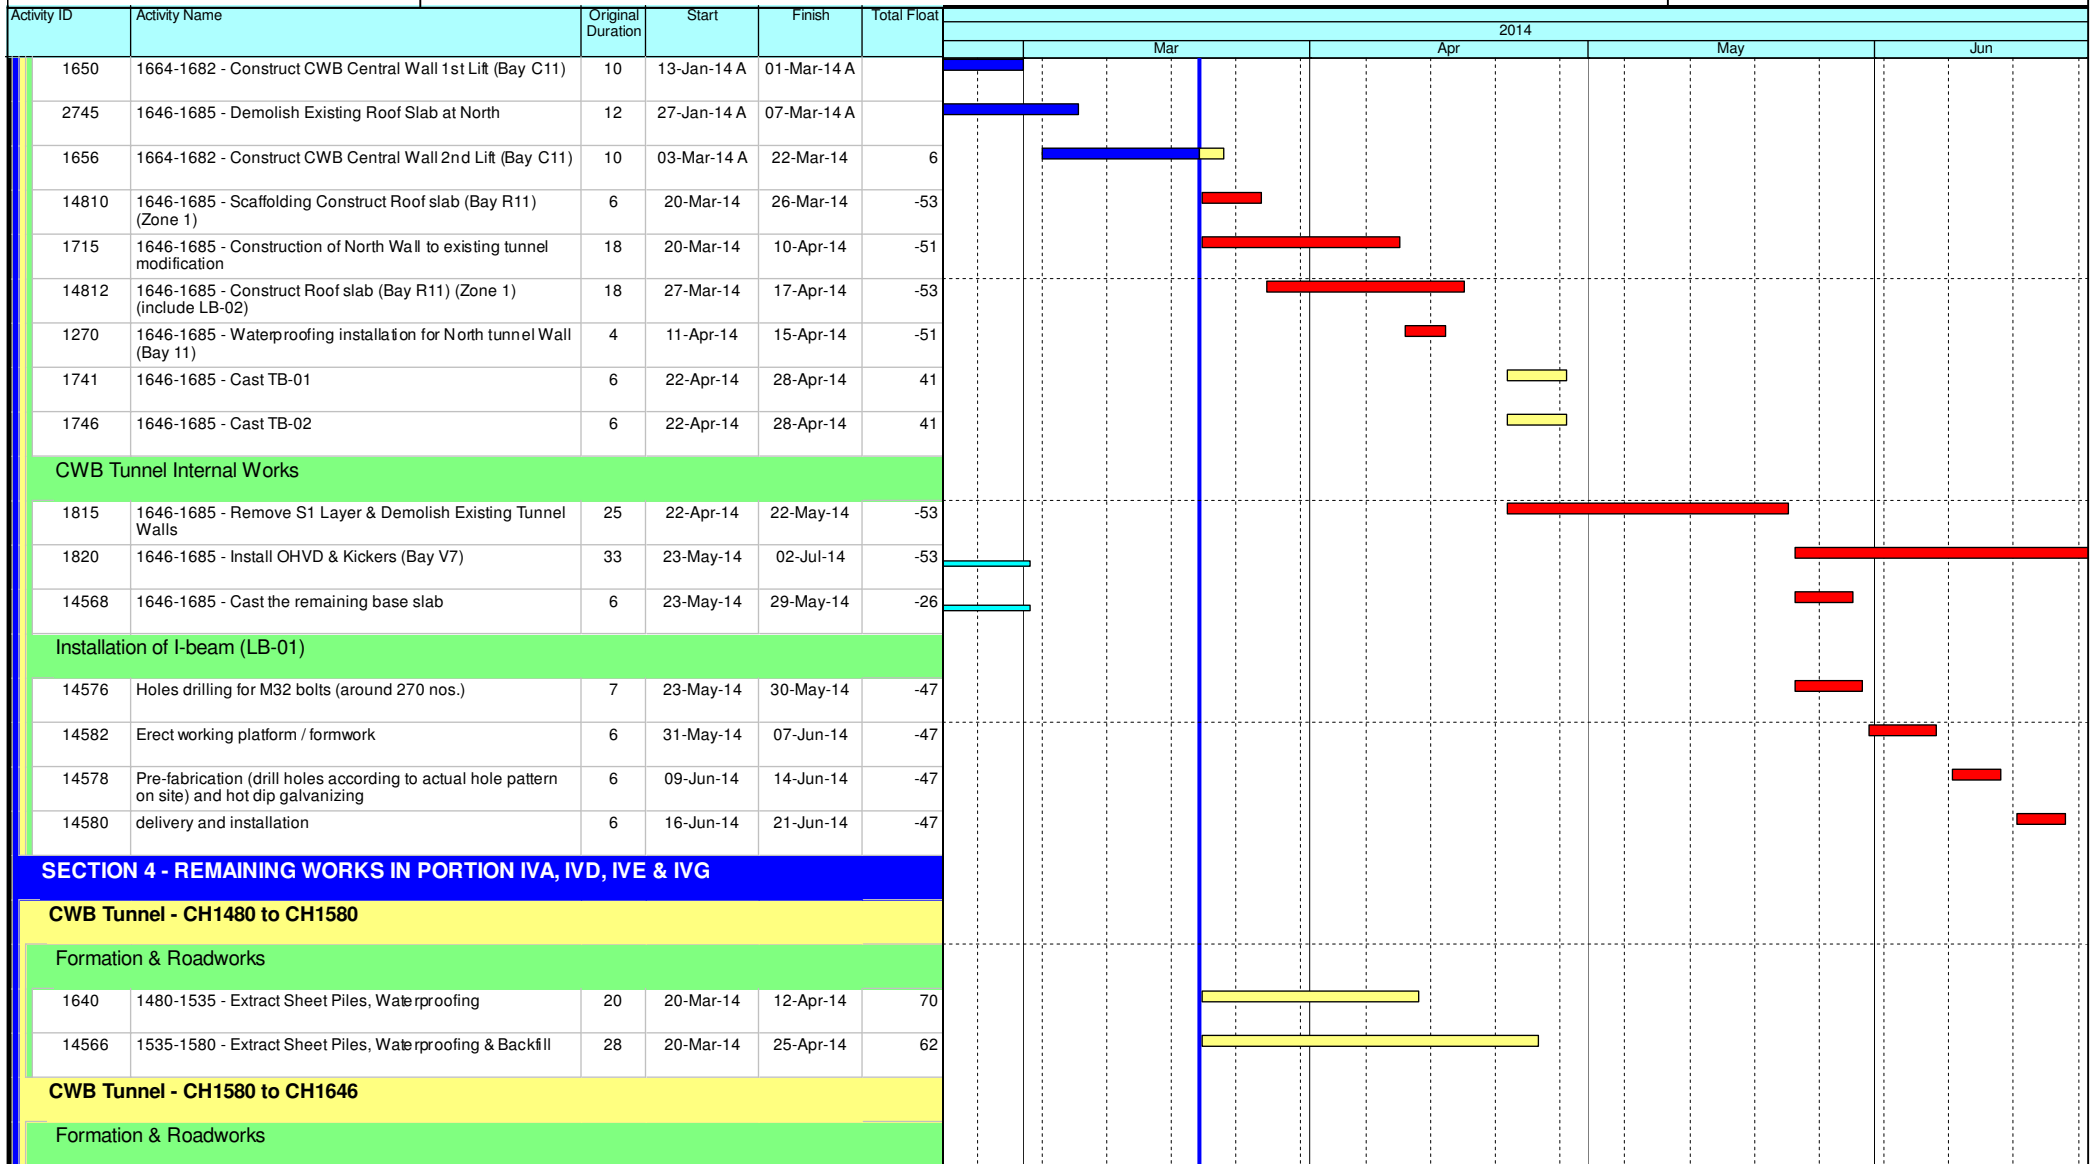 Activity ID Activity Name Original Duration Start Finish Total Float
2014
Mar Apr May Jun
1650 1664-1682 - Construct CWB Central Wall 1st Lift (Bay C11) 10 13-Jan-14 A 01-Mar-14 A
2745 1646-1685 - Demolish Existing Roof Slab at North 12 27-Jan-14 A 07-Mar-14 A
1656 1664-1682 - Construct CWB Central Wall 2nd Lift (Bay C11) 10 03-Mar-14 A 22-Mar-14 6
14810 1646-1685 - Scaffolding Construct Roof slab (Bay R11) 6 20-Mar-14 26-Mar-14 -53
(Zone 1)
1715 1646-1685 - Construction of North Wall to existing tunnel 18 20-Mar-14 10-Apr-14 -51
modification
14812 1646-1685 - Construct Roof slab (Bay R11) (Zone 1) 18 27-Mar-14 17-Apr-14 -53
(include LB-02)
1270 1646-1685 - Waterproofing installation for North tunnel Wall 4 11-Apr-14 15-Apr-14 -51
(Bay 11)
1741 1646-1685 - Cast TB-01 6 22-Apr-14 28-Apr-14 41
1746 1646-1685 - Cast TB-02 6 22-Apr-14 28-Apr-14 41
CWB Tunnel Internal Works
1815 1646-1685 - Remove S1 Layer & Demolish Existing Tunnel 25 22-Apr-14 22-May-14 -53
Walls
1820 1646-1685 - Install OHVD & Kickers (Bay V7) 33 23-May-14 02-Jul-14 -53
14568 1646-1685 - Cast the remaining base slab 6 23-May-14 29-May-14 -26
Installation of I-beam (LB-01)
14576 Holes drilling for M32 bolts (around 270 nos.) 7 23-May-14 30-May-14 -47
14582 Erect working platform / formwork 6 31-May-14 07-Jun-14 -47
14578 Pre-fabrication (drill holes according to actual hole pattern 6 09-Jun-14 14-Jun-14 -47
on site) and hot dip galvanizing
14580 delivery and installation 6 16-Jun-14 21-Jun-14 -47
SECTION 4 - REMAINING WORKS IN PORTION IVA, IVD, IVE & IVG
CWB Tunnel - CH1480 to CH1580
Formation & Roadworks
1640 1480-1535 - Extract Sheet Piles, Waterproofing 20 20-Mar-14 12-Apr-14 70
14566 1535-1580 - Extract Sheet Piles, Waterproofing & Backfill 28 20-Mar-14 25-Apr-14 62
CWB Tunnel - CH1580 to CH1646
Formation & Roadworks